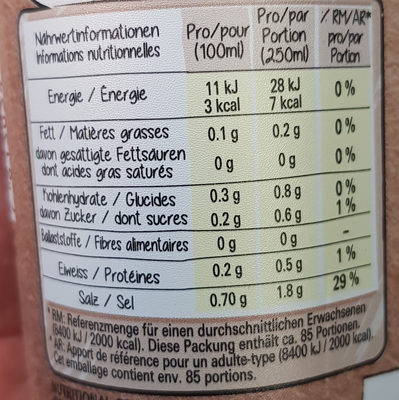 Nährwertinformationen Pro/pour Pro/par / RM/AR*
Informations nutritionnelles (100ml) Portion pro/par
(250ml) Portion
Energie / Énergie 11 kJ 28 kJ 0%
3 kcal 7 kcal
Fett / Matières grasses 0.1 g 0.2 g 0%
davon gesättigte Fettsäuren 0 g 0 g 0%
dont acides gras saturés
Kohlenhydrate / Glucides 0.3 g 0.8 g 0%
davon Zucker / dont sucres 0.2 g 0.6 g 1%
Ballaststoffe / Fibres alimentaires 0 g 0 g -
Eiweiss / Protéines 0.2 g 0.5 g 1%
Salz / Sel 0.70 g 1.8 g 29%
* RM: Referenzmenge für einen durchschnittlichen Erwachsenen
(8400 kJ / 2000 kcal). Diese Packung enthält ca. 85 Portionen.
* AR: Apport de référence pour un adulte-type (8400 kJ / 2000 kcal).
Cet emballage contient env. 85 portions.